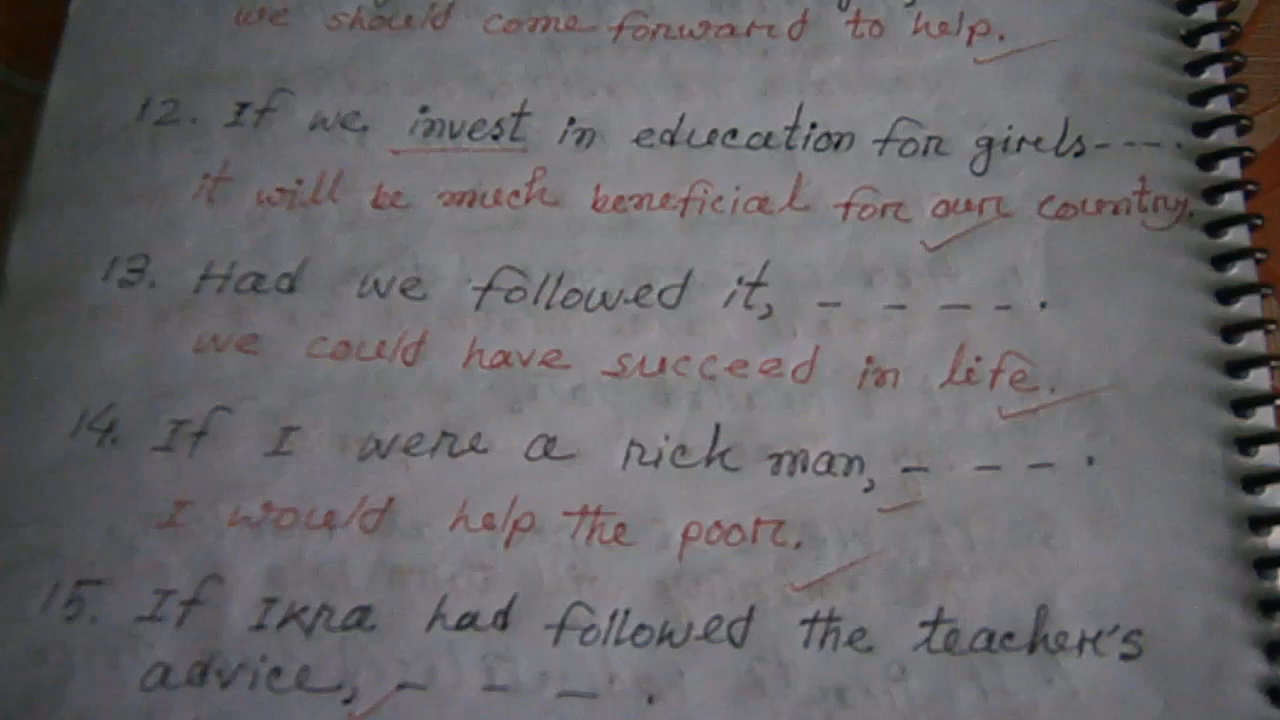 we should come forward to help.
12. If we invest in education for girls----.
it will be much beneficial for our country.
13. Had we followed it, - - - - .
we could have succeed in life.
14. If I were a rich man, - - - .
I would help the poor.
15. If Ikra had followed the teacher's
advice, - - - .